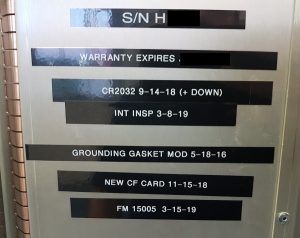 S/N H
WARRANTY EXPIRES
CR2032 9-14-18 (+ DOWN)
INT INSP 3-8-19
GROUNDING GASKET MOD 5-18-16
NEW CF CARD 11-15-18
FM 15005 3-15-19